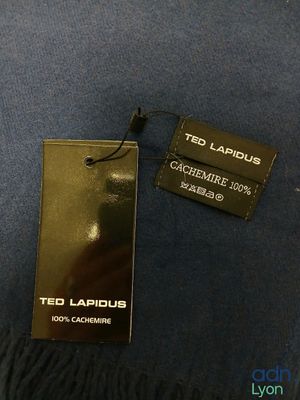 TED LAPIDUS
CACHEMIRE 100%
TED LAPIDUS
100% CACHEMIRE
adn
Lyon